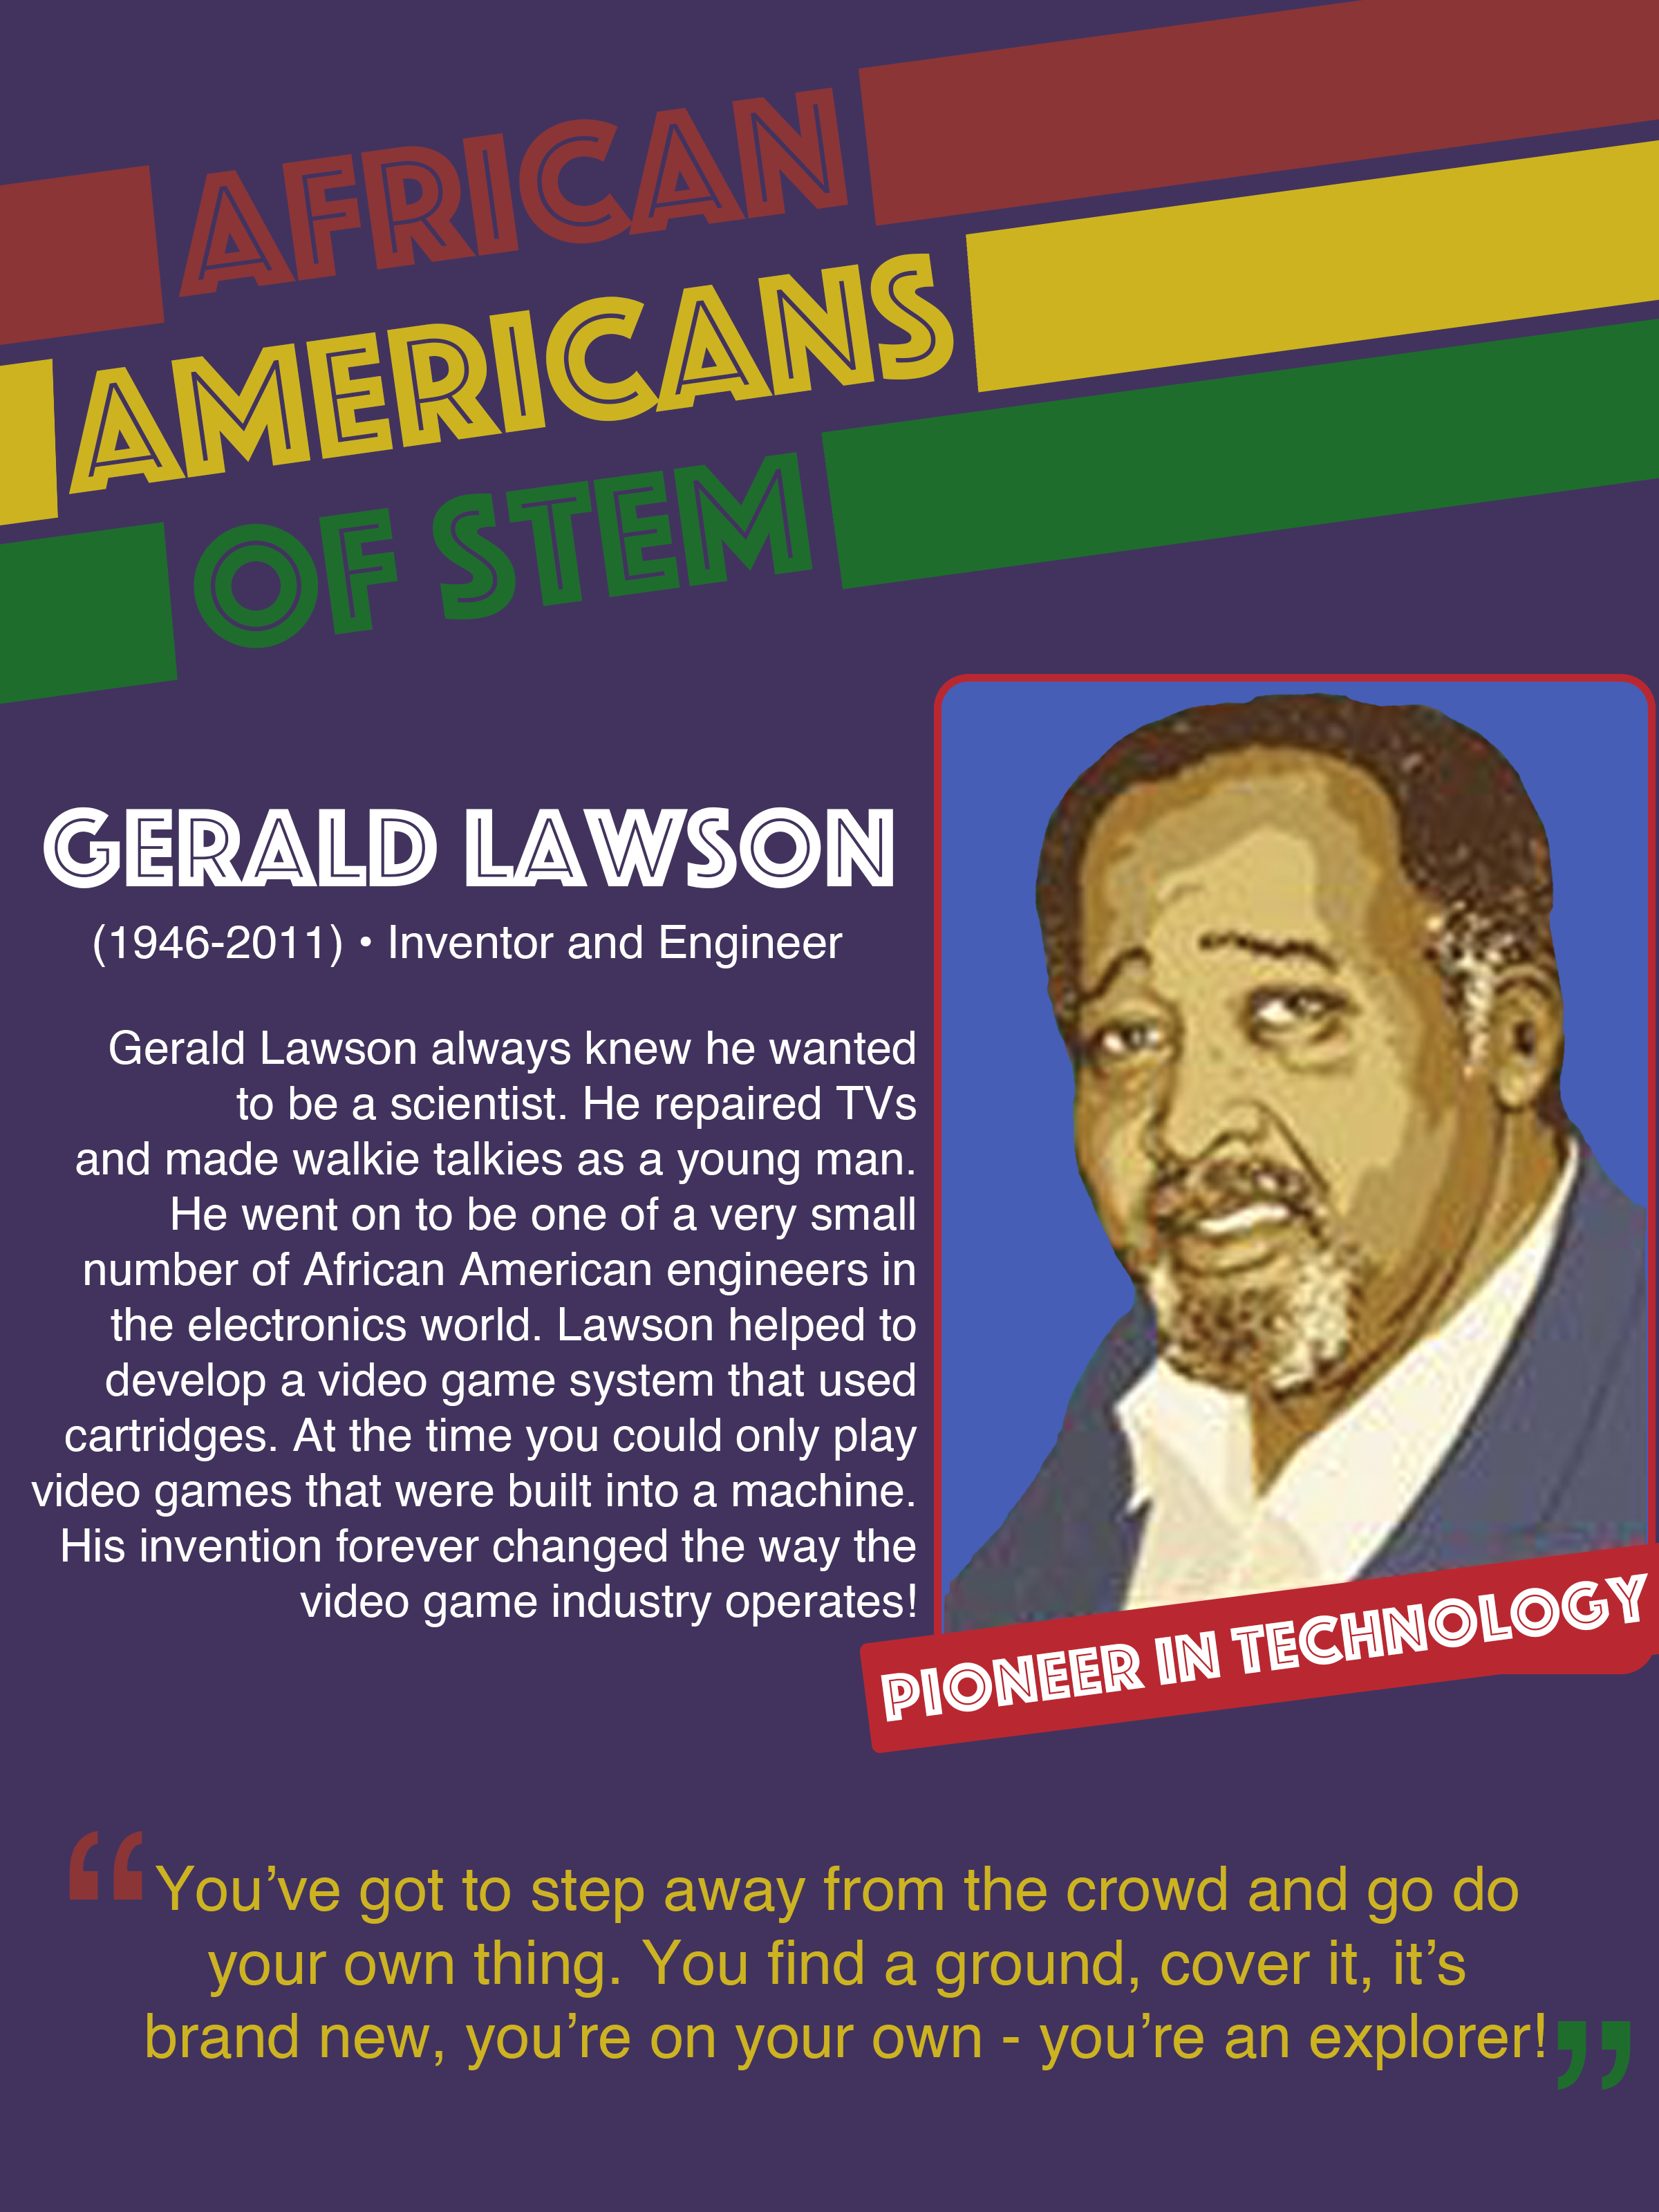 AFRICAN
AMERICANS
OF STEM
GERALD LAWSON
(1946-2011) • Inventor and Engineer
Gerald Lawson always knew he wanted
to be a scientist. He repaired TVs
and made walkie talkies as a young man.
He went on to be one of a very small
number of African American engineers in
the electronics world. Lawson helped to
develop a video game system that used
cartridges. At the time you could only play
video games that were built into a machine.
His invention forever changed the way the
video game industry operates!
PIONEER IN TECHNOLOGY
“You’ve got to step away from the crowd and go do
your own thing. You find a ground, cover it, it’s
brand new, you’re on your own - you’re an explorer!”